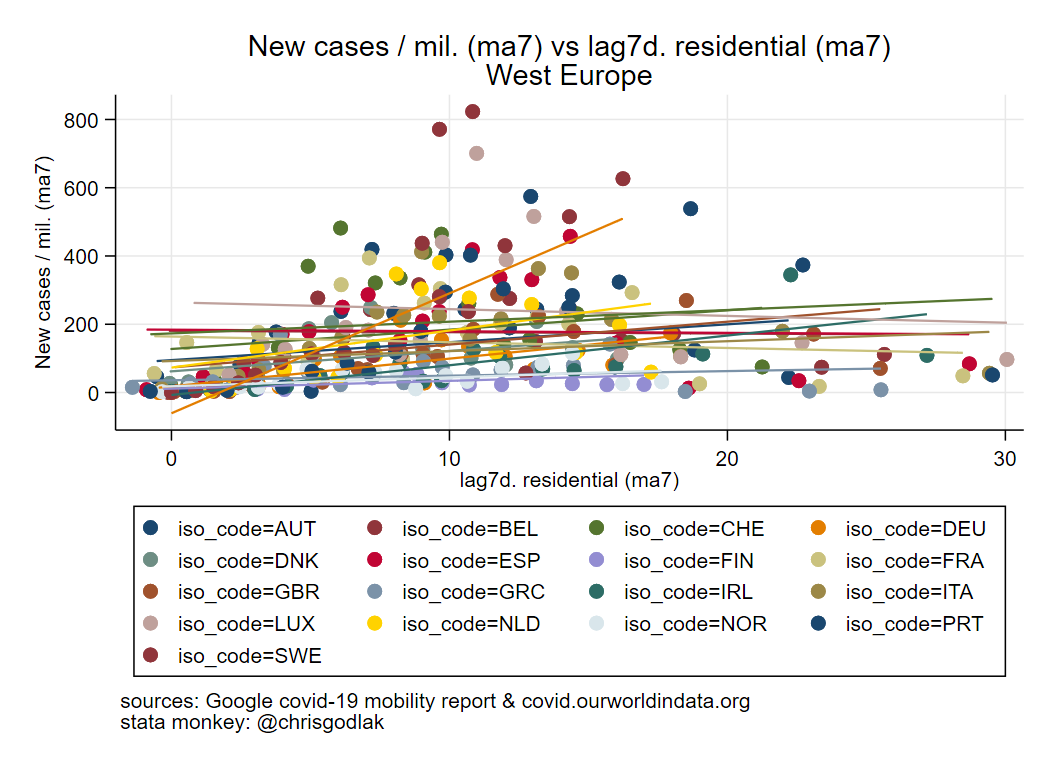 New cases / mil. (ma7) vs lag7d. residential (ma7)
West Europe
New cases / mil. (ma7)
800
600
400
200
0
0 10 20 30
lag7d. residential (ma7)
iso_code=AUT iso_code=BEL iso_code=CHE iso_code=DEU
iso_code=DNK iso_code=ESP iso_code=FIN iso_code=FRA
iso_code=GBR iso_code=GRC iso_code=IRL iso_code=ITA
iso_code=LUX iso_code=NLD iso_code=NOR iso_code=PRT
iso_code=SWE
sources: Google covid-19 mobility report & covid.ourworldindata.org
stata monkey: @chrisgodlak